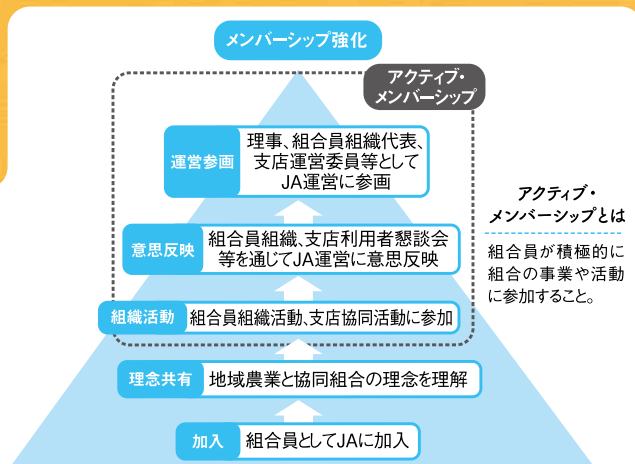 メンバーシップ強化
アクティブ・
メンバーシップ
運営参画
理事、組合員組織代表、
支店運営委員等として
JA運営に参画
意思反映
組合員組織、支店利用者懇談会
等を通じてJA運営に意思反映
組織活動
組合員組織活動、支店協同活動に参加
理念共有
地域農業と協同組合の理念を理解
加入
組合員としてJAに加入
アクティブ・
メンバーシップとは
組合員が積極的に
組合の事業や活動
に参加すること。